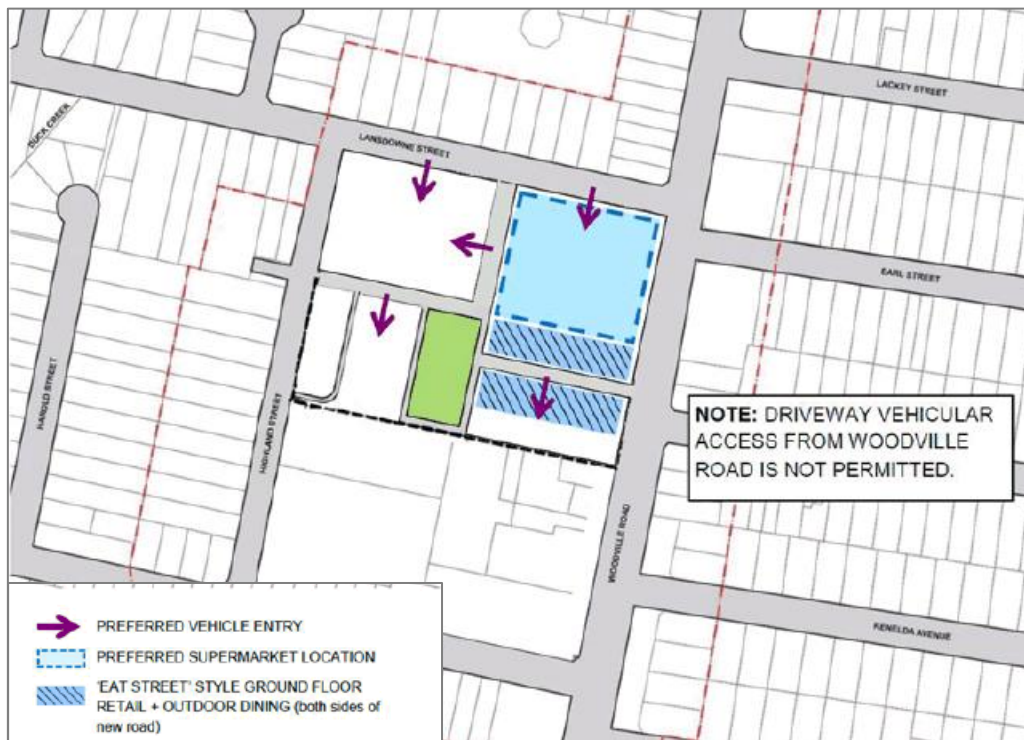 LACKEY STREET
DUCK CREEK
LANSDOWNE STREET
EARL STREET
HAROLD STREET
HIGHLAND STREET
NOTE: DRIVEWAY VEHICULAR
ACCESS FROM WOODVILLE
ROAD IS NOT PERMITTED.
WOODVILLE ROAD
KENELDA AVENUE
PREFERRED VEHICLE ENTRY
PREFERRED SUPERMARKET LOCATION
'EAT STREET' STYLE GROUND FLOOR
RETAIL + OUTDOOR DINING (both sides of
new road)